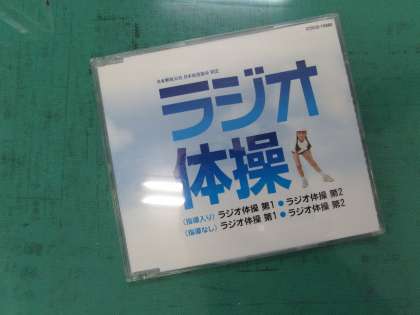 ラジオ
体操
〈指導入り〉ラジオ体操 第1●ラジオ体操 第2
〈指導なし〉ラジオ体操 第1●ラジオ体操 第2